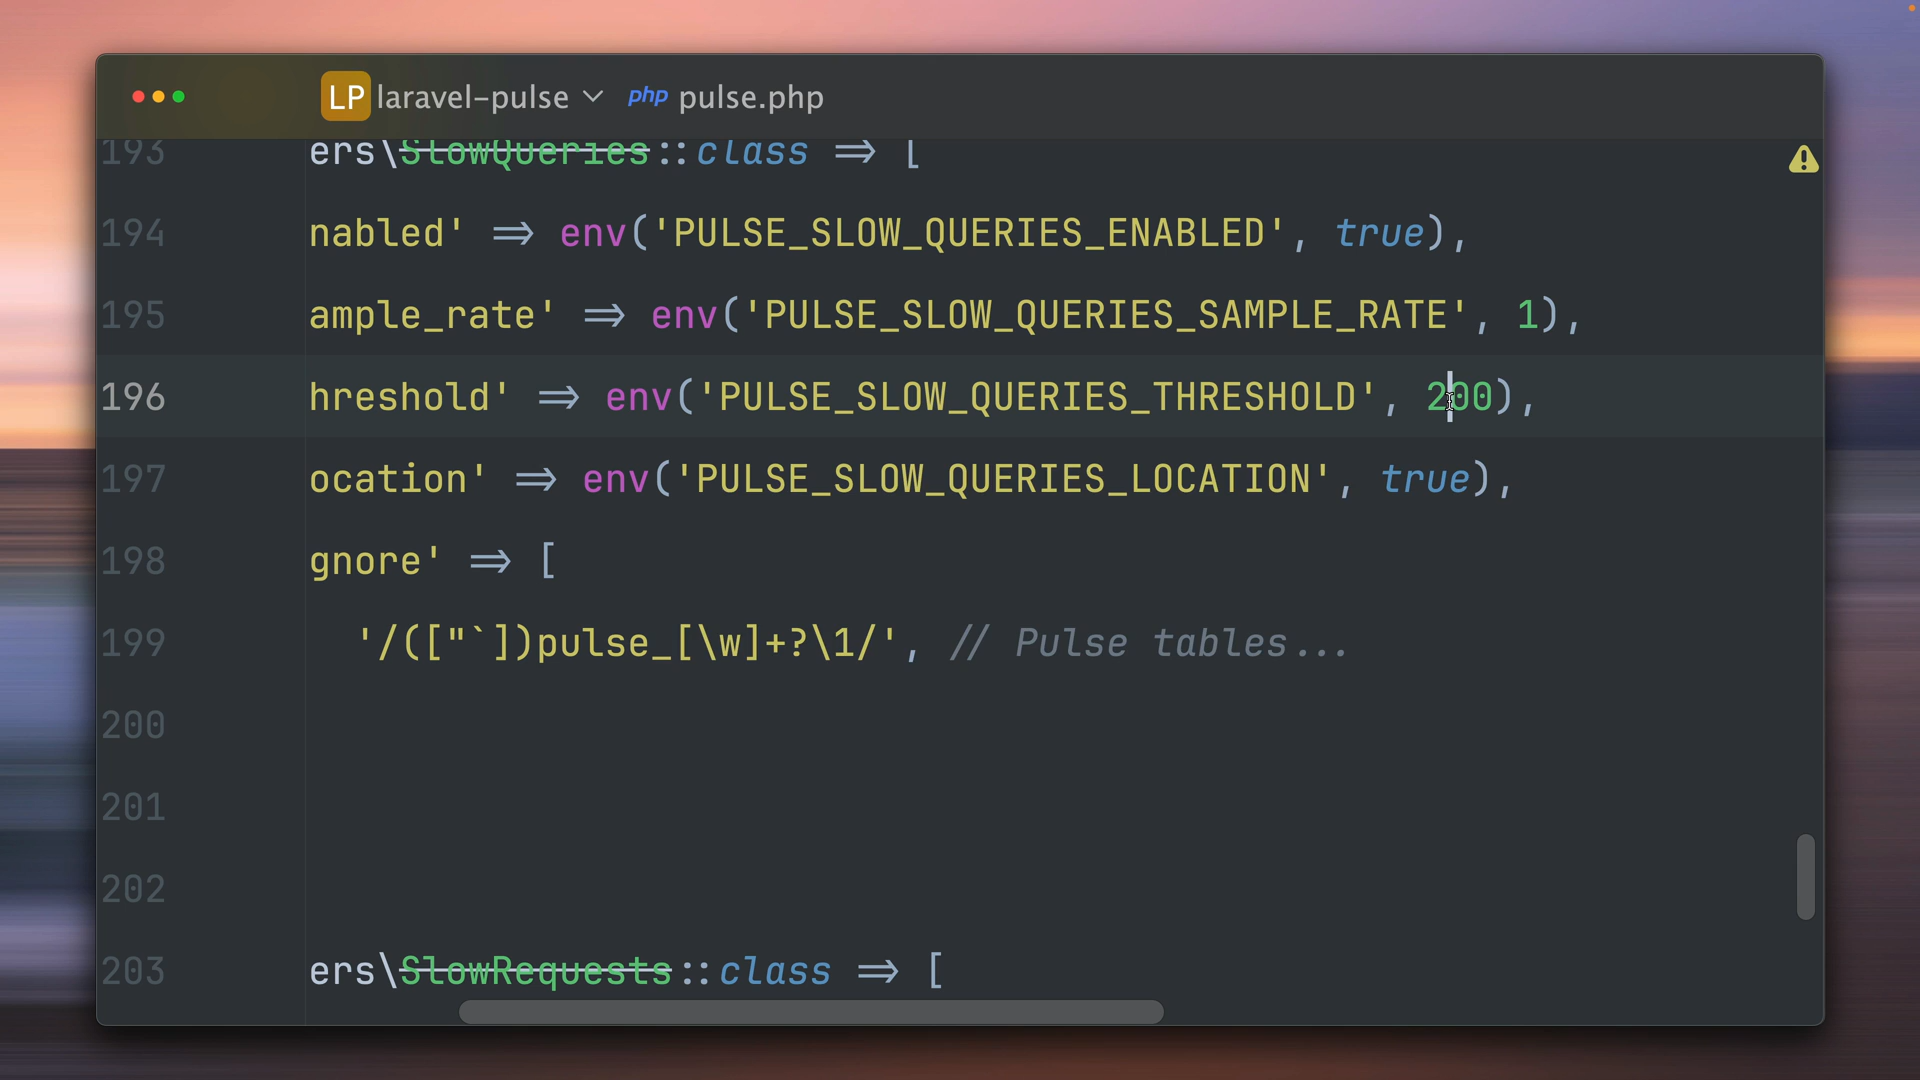 LP laravel-pulse php pulse.php
193 ers\SlowQueries::class => [
194 nabled' => env('PULSE_SLOW_QUERIES_ENABLED', true),
195 ample_rate' => env('PULSE_SLOW_QUERIES_SAMPLE_RATE', 1),
196 hreshold' => env('PULSE_SLOW_QUERIES_THRESHOLD', 200),
197 ocation' => env('PULSE_SLOW_QUERIES_LOCATION', true),
198 gnore' => [
199 '/(["`])pulse_[\w]+?\1/', // Pulse tables...
200
201
202
203 ers\SlowRequests::class => [